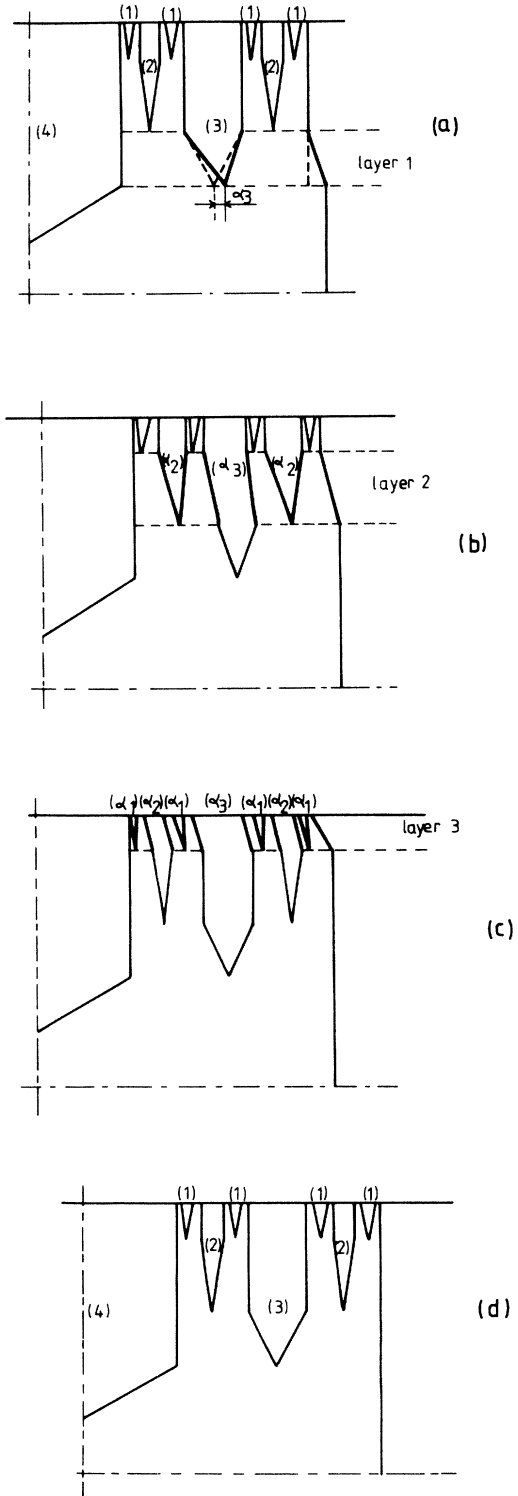 (1) (1) (1) (1)
(2) (2)
(4) (3) (a)
layer 1
α3
(α2) (α3) (α2)
layer 2
(b)
(α1)(α2)(α1) (α3) (α1)(α2)(α1)
layer 3
(c)
(1) (1) (1) (1)
(2) (2)
(4) (3) (d)